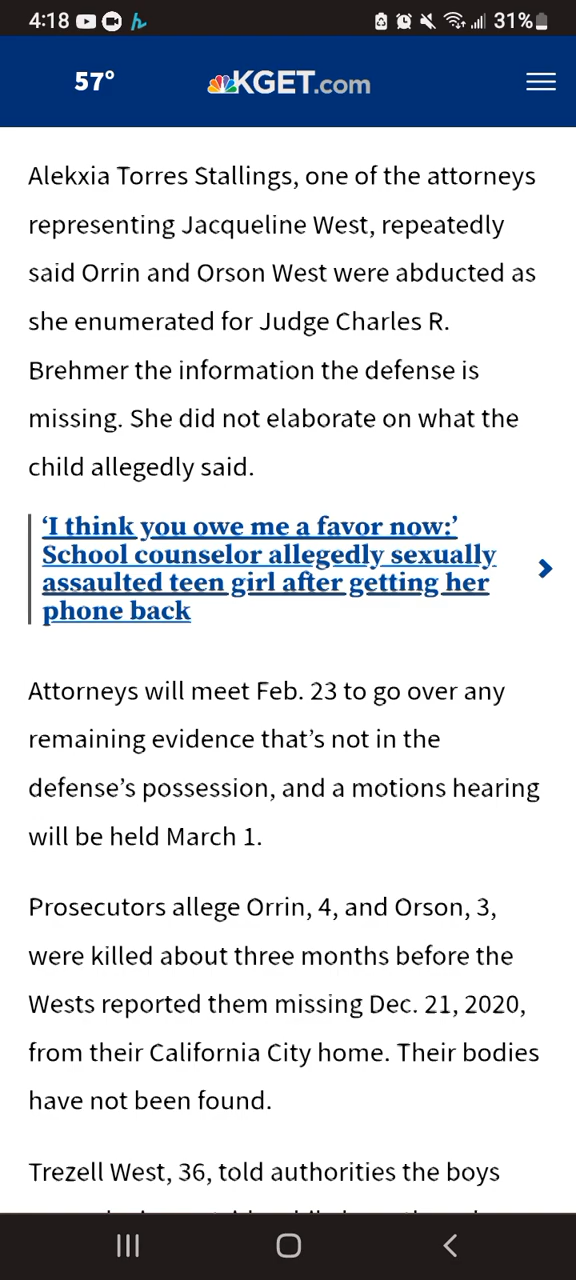 4:18
31%
57°
KGET.com
Alekxia Torres Stallings, one of the attorneys
representing Jacqueline West, repeatedly
said Orrin and Orson West were abducted as
she enumerated for Judge Charles R.
Brehmer the information the defense is
missing. She did not elaborate on what the
child allegedly said.
‘I think you owe me a favor now:’
School counselor allegedly sexually
assaulted teen girl after getting her
phone back
Attorneys will meet Feb. 23 to go over any
remaining evidence that’s not in the
defense’s possession, and a motions hearing
will be held March 1.
Prosecutors allege Orrin, 4, and Orson, 3,
were killed about three months before the
Wests reported them missing Dec. 21, 2020,
from their California City home. Their bodies
have not been found.
Trezell West, 36, told authorities the boys